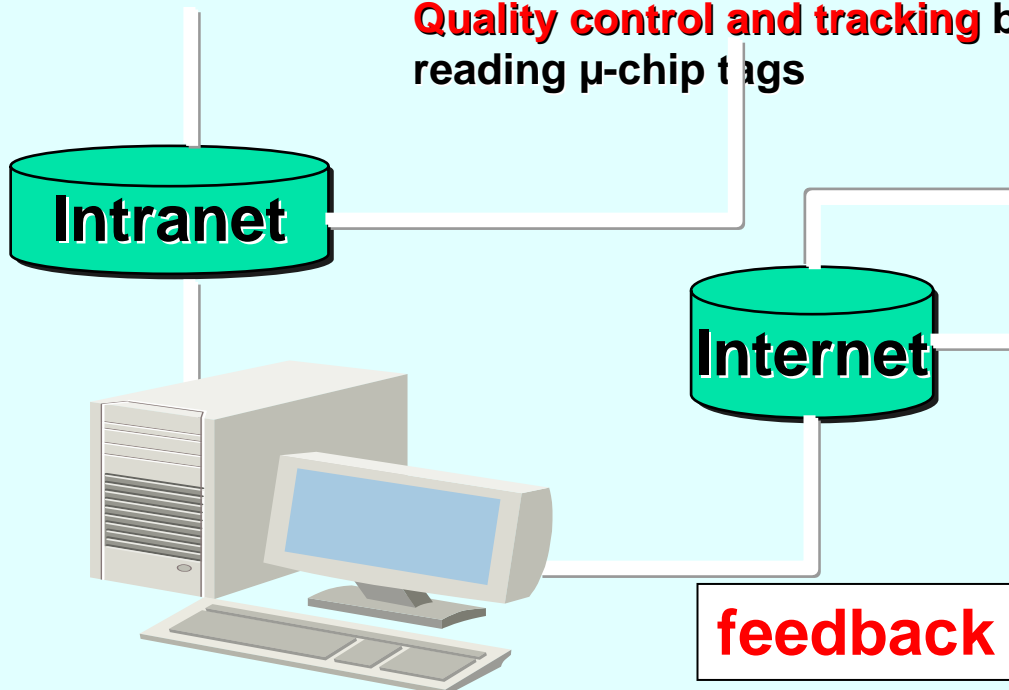 Quality control and tracking
reading µ-chip tags
Intranet
Internet
feedback